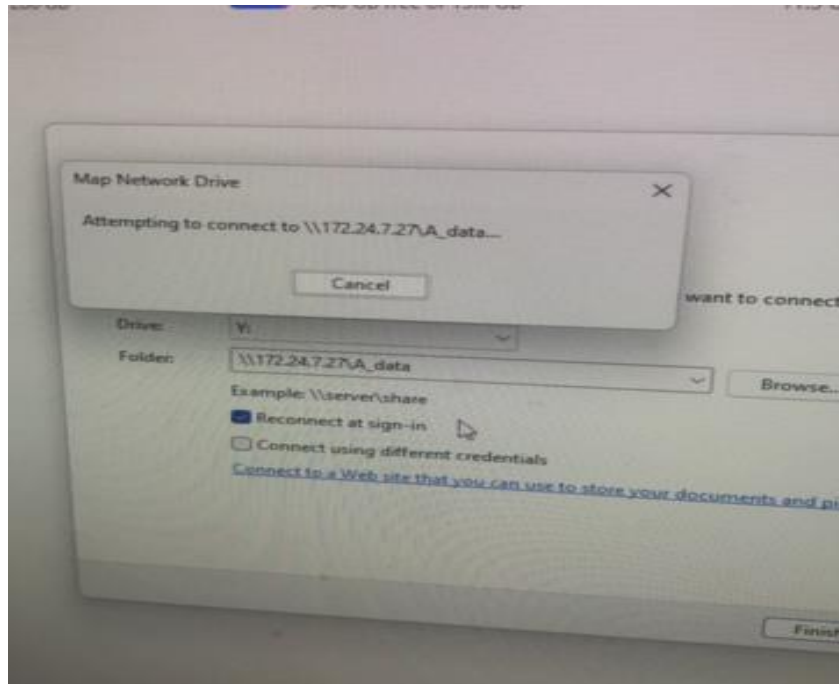 Map Network Drive
Attempting to connect to \\172.24.7.27\A_data...
Cancel
want to connect
Drive: Y:
Folder: \\172.24.7.27\A_data
Browse...
Example: \\server\share
Reconnect at sign-in
Connect using different credentials
Connect to a Web site that you can use to store your documents and pi
Finish